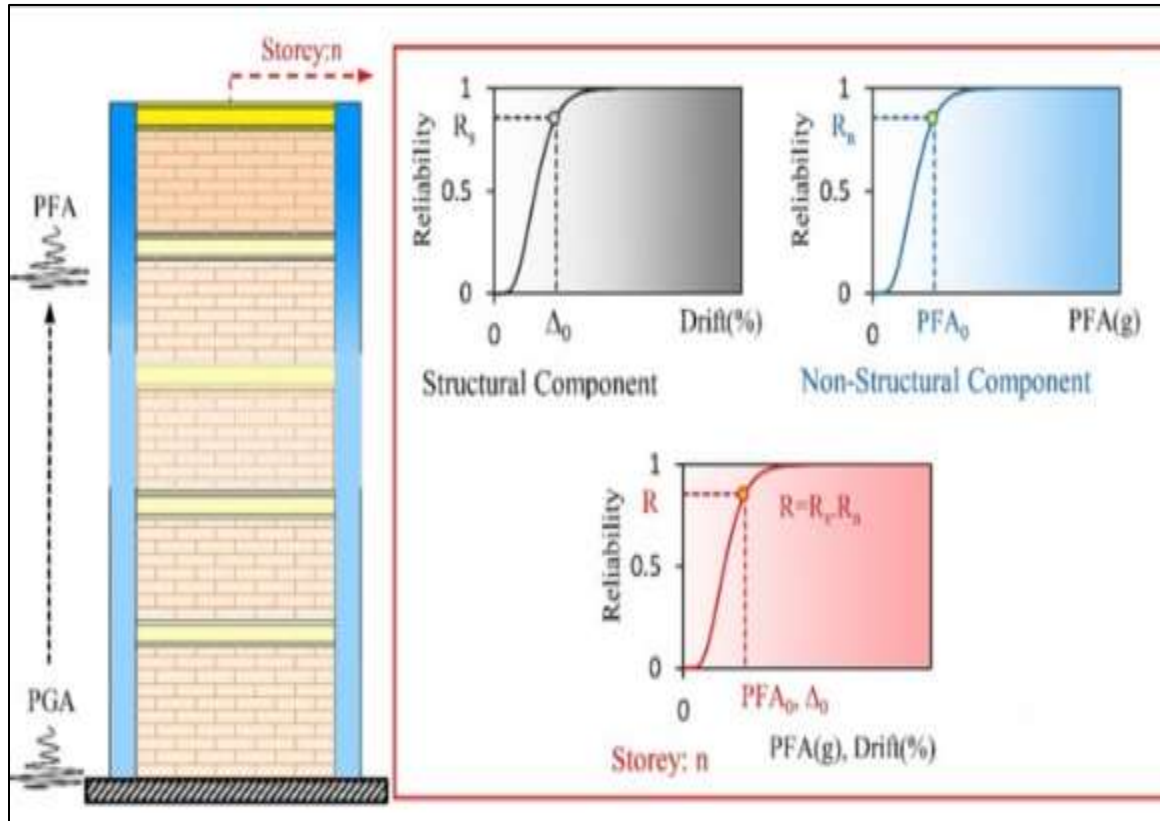 Storey:n
PFA
PGA
Reliability
1
R_s
0.5
0
0
Δ₀
Drift(%)
Structural Component
Reliability
1
Rₙ
0.5
0
0
PFA₀
PFA(g)
Non-Structural Component
Reliability
1
R
0.5
0
R=Rₛ.Rₙ
0
PFA₀, Δ₀
PFA(g), Drift(%)
Storey: n